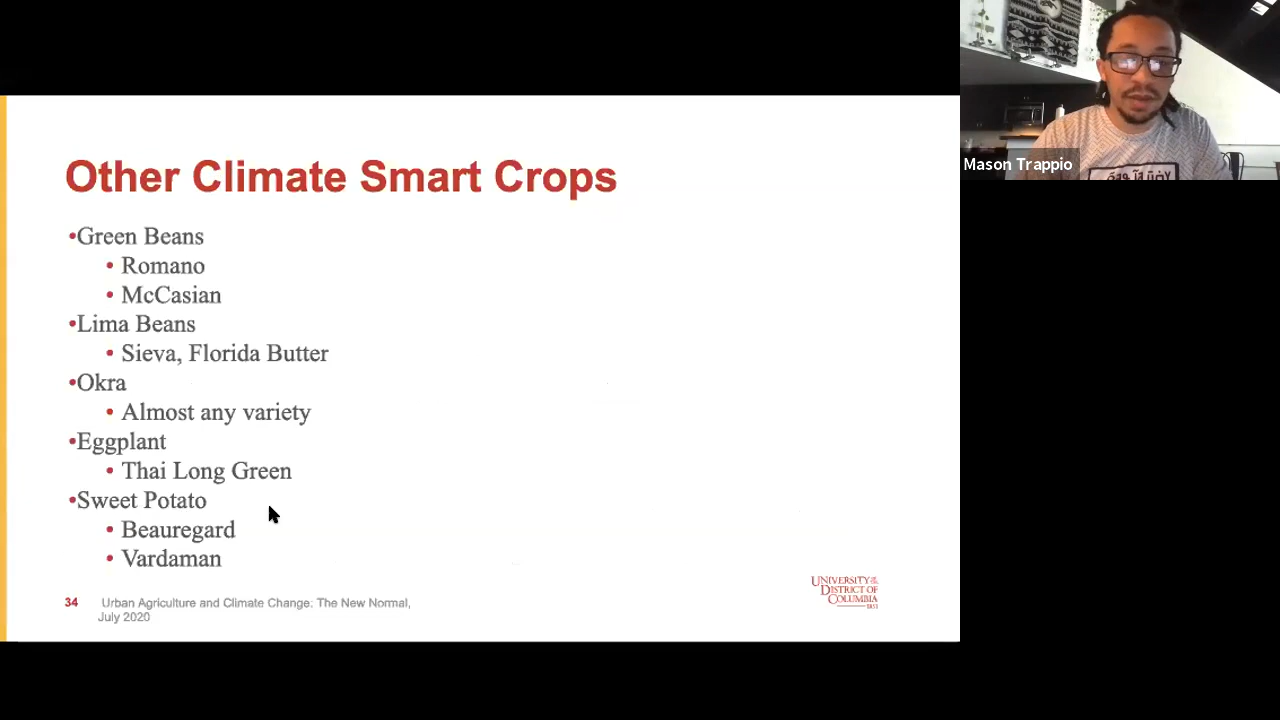 Other Climate Smart Crops
•Green Beans
• Romano
• McCasian
•Lima Beans
• Sieva, Florida Butter
•Okra
• Almost any variety
•Eggplant
• Thai Long Green
•Sweet Potato
• Beauregard
• Vardaman
34 Urban Agriculture and Climate Change: The New Normal,
July 2020
UNIVERSITY OF THE
DISTRICT OF
COLUMBIA
1851
Mason Trappio